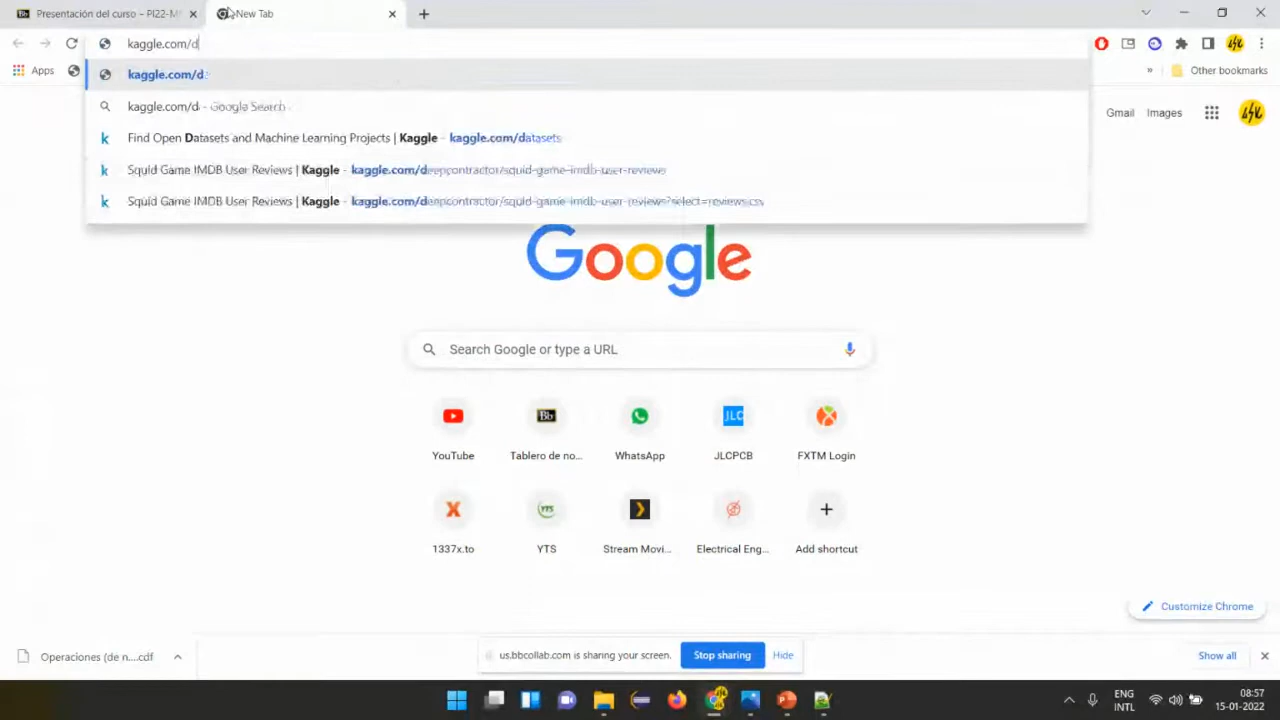 Presentación del curso – PI22-M
New Tab
kaggle.com/d
Apps
Other bookmarks
kaggle.com/d
kaggle.com/d - Google Search
Find Open Datasets and Machine Learning Projects | Kaggle - kaggle.com/datasets
Squid Game IMDB User Reviews | Kaggle - kaggle.com/deepcontractor/squid-game-imdb-user-reviews
Squid Game IMDB User Reviews | Kaggle - kaggle.com/deepcontractor/squid-game-imdb-user-reviews?select=reviews.csv
Gmail Images
Google
Search Google or type a URL
YouTube
Bb
Tablero de no...
WhatsApp
JLC
JLCPCB
FXTM Login
1337x.to
YTS
YTS
Stream Movi...
Electrical Eng...
Add shortcut
Customize Chrome
Operaciones (de n....cdf
us.bbcollab.com is sharing your screen.
Stop sharing
Hide
Show all
ENG
INTL
08:57
15-01-2022